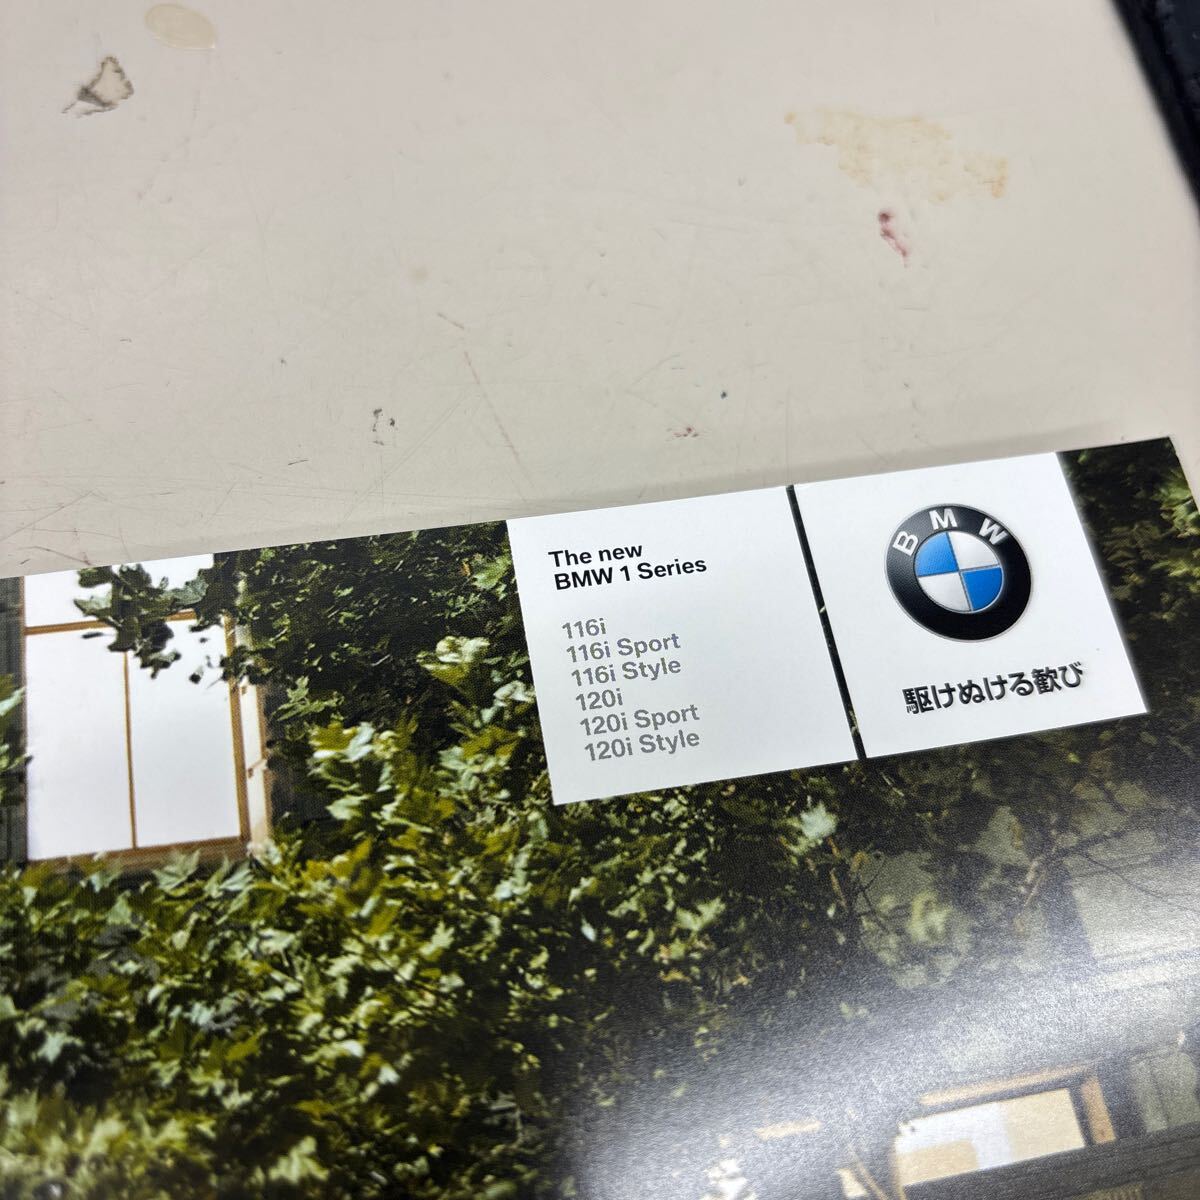 The new
BMW 1 Series
116i
116i Sport
116i Style
120i
120i Sport
120i Style
BMW
駆けぬける歓び